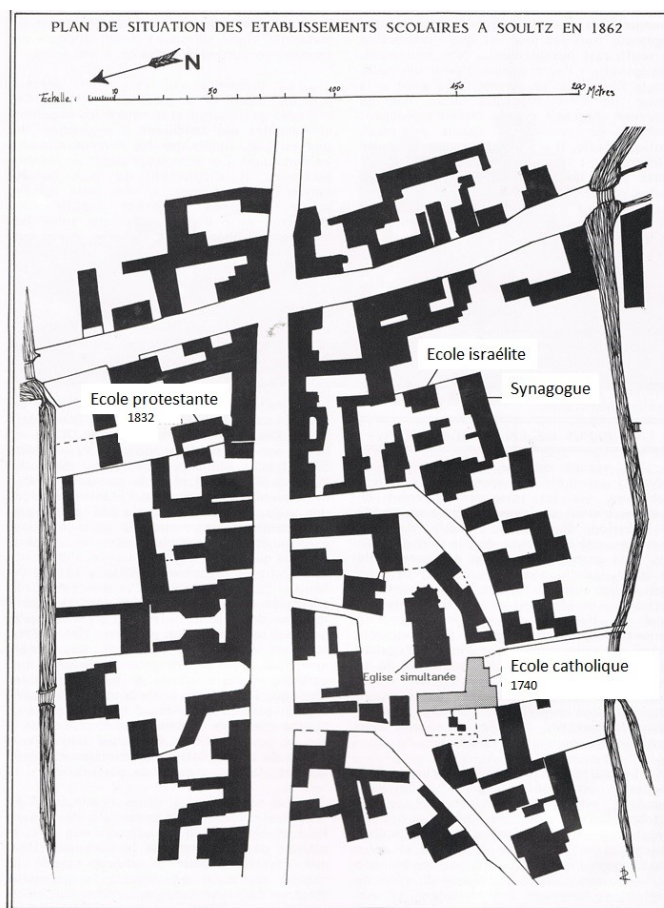 PLAN DE SITUATION DES ETABLISSEMENTS SCOLAIRES A SOULTZ EN 1862
N
Echelle : 10 50 100 150 200 Mètres
Ecole israélite
Synagogue
Ecole protestante
1832
Eglise simultanée
Ecole catholique
1740